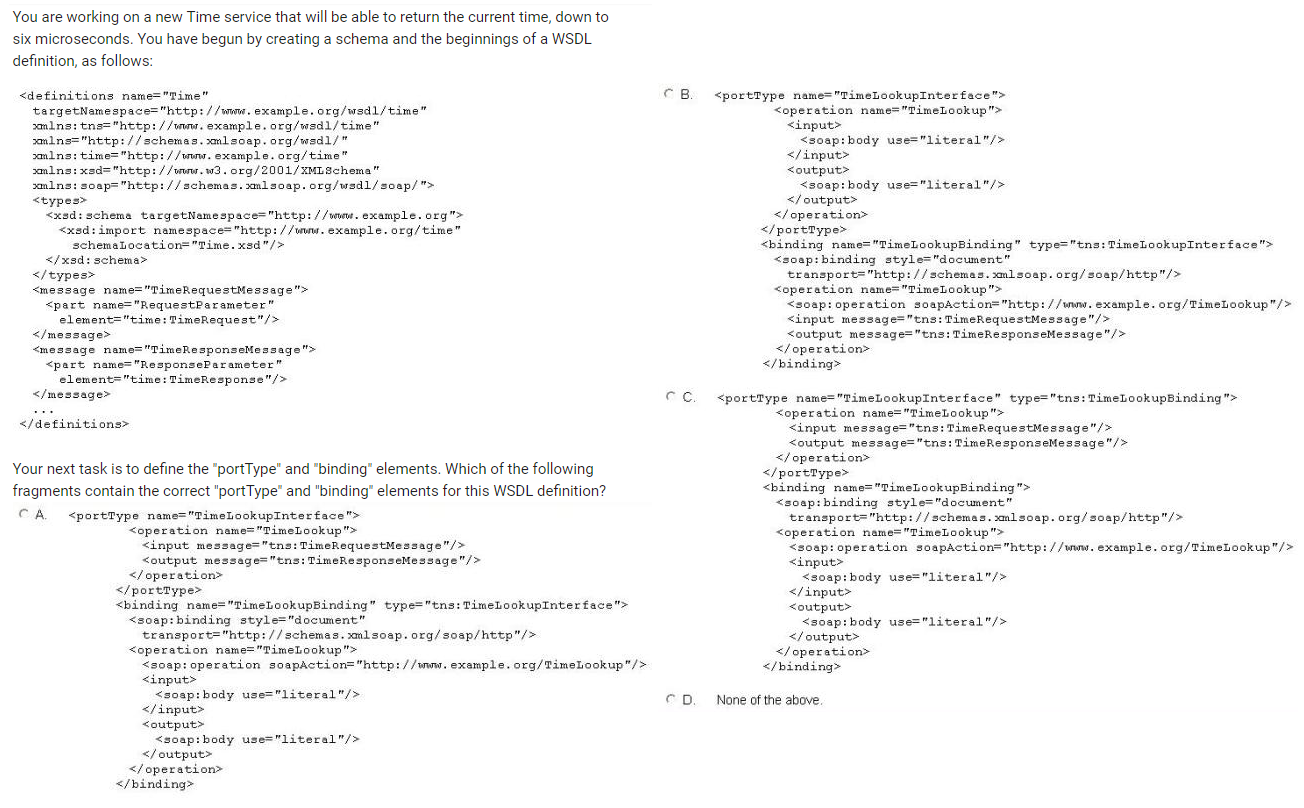 You are working on a new Time service that will be able to return the current time, down to
six microseconds. You have begun by creating a schema and the beginnings of a WSDL
definition, as follows:
<definitions name="Time"
targetNamespace="http://www.example.org/wsdl/time"
xmlns:tns="http://www.example.org/wsdl/time"
xmlns="http://schemas.xmlsoap.org/wsdl/"
xmlns:time="http://www.example.org/time"
xmlns:xsd="http://www.w3.org/2001/XMLSchema"
xmlns:soap="http://schemas.xmlsoap.org/wsdl/soap/">
<types>
<xsd:schema targetNamespace="http://www.example.org">
<xsd:import namespace="http://www.example.org/time"
schemaLocation="Time.xsd"/>
</xsd:schema>
</types>
<message name="TimeRequestMessage">
<part name="RequestParameter"
element="time:TimeRequest"/>
</message>
<message name="TimeResponseMessage">
<part name="ResponseParameter"
element="time:TimeResponse"/>
</message>
...
</definitions>
Your next task is to define the "portType" and "binding" elements. Which of the following
fragments contain the correct "portType" and "binding" elements for this WSDL definition?
A. <portType name="TimeLookupInterface">
<operation name="TimeLookup">
<input message="tns:TimeRequestMessage"/>
<output message="tns:TimeResponseMessage"/>
</operation>
</portType>
<binding name="TimeLookupBinding" type="tns:TimeLookupInterface">
<soap:binding style="document"
transport="http://schemas.xmlsoap.org/soap/http"/>
<operation name="TimeLookup">
<soap:operation soapAction="http://www.example.org/TimeLookup"/>
<input>
<soap:body use="literal"/>
</input>
<output>
<soap:body use="literal"/>
</output>
</operation>
</binding>
B. <portType name="TimeLookupInterface">
<operation name="TimeLookup">
<input>
<soap:body use="literal"/>
</input>
<output>
<soap:body use="literal"/>
</output>
</operation>
</portType>
<binding name="TimeLookupBinding" type="tns:TimeLookupInterface">
<soap:binding style="document"
transport="http://schemas.xmlsoap.org/soap/http"/>
<operation name="TimeLookup">
<soap:operation soapAction="http://www.example.org/TimeLookup"/>
<input message="tns:TimeRequestMessage"/>
<output message="tns:TimeResponseMessage"/>
</operation>
</binding>
C. <portType name="TimeLookupInterface" type="tns:TimeLookupBinding">
<operation name="TimeLookup">
<input message="tns:TimeRequestMessage"/>
<output message="tns:TimeResponseMessage"/>
</operation>
</portType>
<binding name="TimeLookupBinding">
<soap:binding style="document"
transport="http://schemas.xmlsoap.org/soap/http"/>
<operation name="TimeLookup">
<soap:operation soapAction="http://www.example.org/TimeLookup"/>
<input>
<soap:body use="literal"/>
</input>
<output>
<soap:body use="literal"/>
</output>
</operation>
</binding>
D. None of the above.